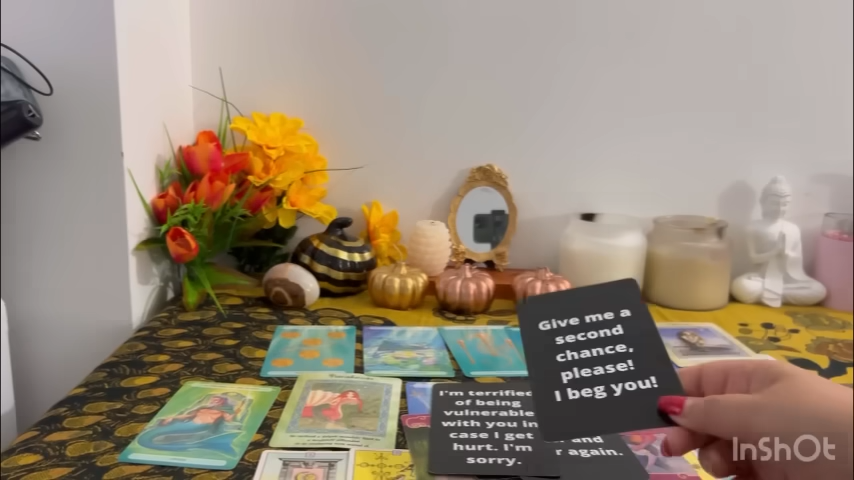 Give me a
second
chance,
please!
I beg you!
I'm terrified
of being
vulnerable
with you in
case I get
hurt. I'm
sorry.
and
r again.
InShOt